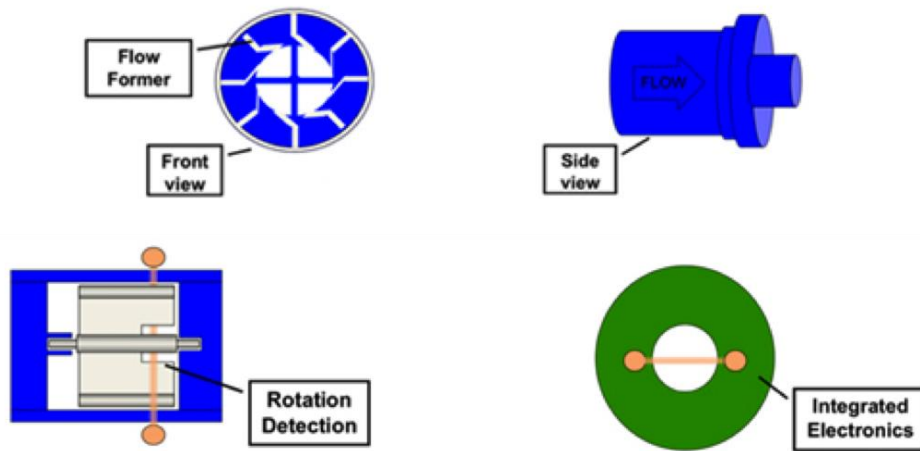 Flow
Former
Front
view
FLOW
Side
view
Rotation
Detection
Integrated
Electronics